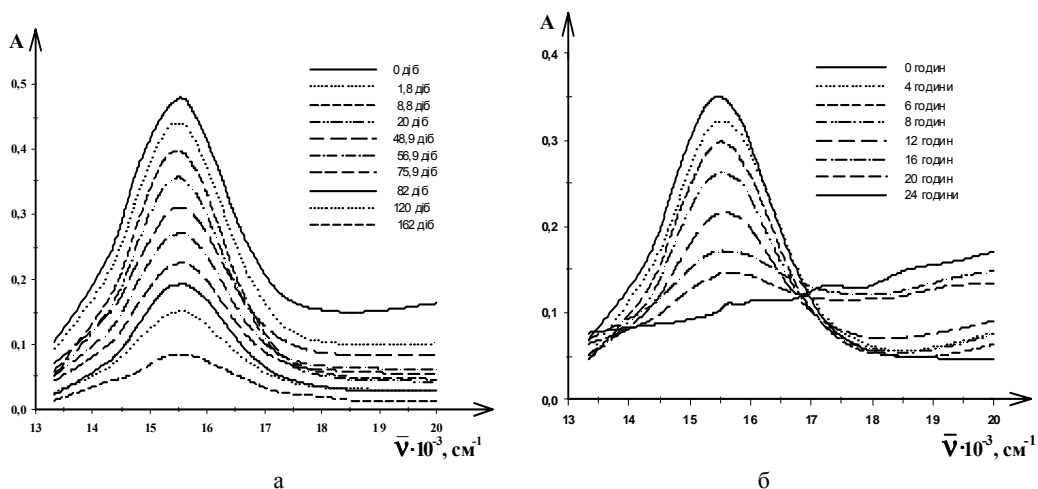 A
0,5
0,4
0,3
0,2
0,1
0,0
13 14 15 16 17 18 19 20
ν̅·10⁻³, см⁻¹
0 діб
1,8 діб
8,8 діб
20 діб
48,9 діб
56,9 діб
75,9 діб
82 діб
120 діб
162 діб
а
A
0,4
0,3
0,2
0,1
0,0
13 14 15 16 17 18 19 20
ν̅·10⁻³, см⁻¹
0 годин
4 години
6 годин
8 годин
12 годин
16 годин
20 годин
24 години
б